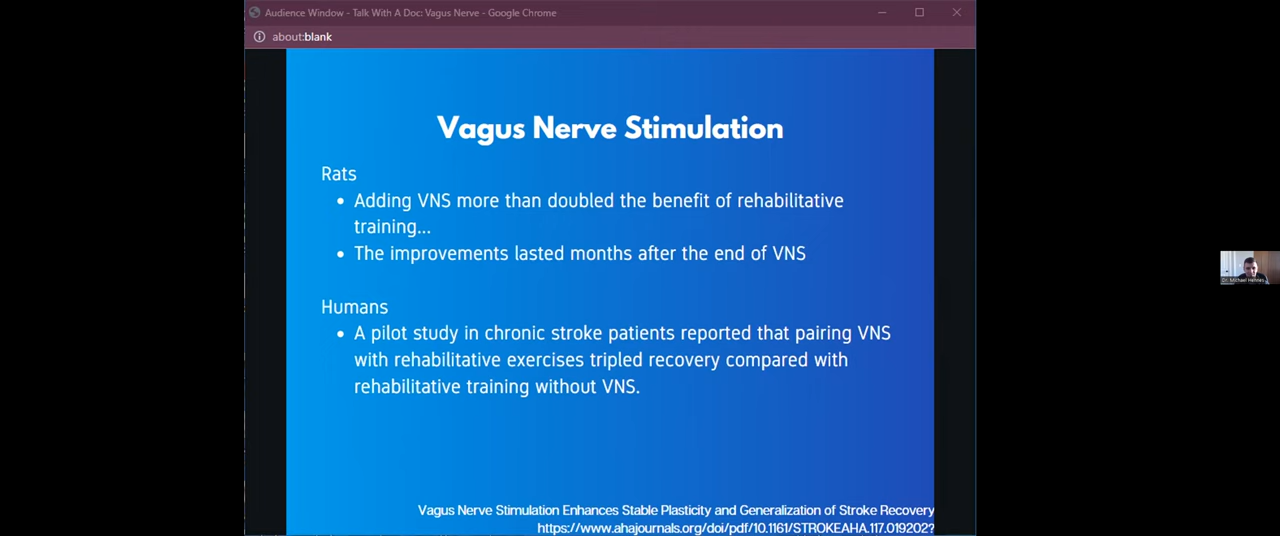 Audience Window - Talk With A Doc: Vagus Nerve - Google Chrome
about:blank
Vagus Nerve Stimulation
Rats
• Adding VNS more than doubled the benefit of rehabilitative
training...
• The improvements lasted months after the end of VNS
Humans
• A pilot study in chronic stroke patients reported that pairing VNS
with rehabilitative exercises tripled recovery compared with
rehabilitative training without VNS.
Vagus Nerve Stimulation Enhances Stable Plasticity and Generalization of Stroke Recovery
https://www.ahajournals.org/doi/pdf/10.1161/STROKEAHA.117.019202?
Dr. Michael Hennes